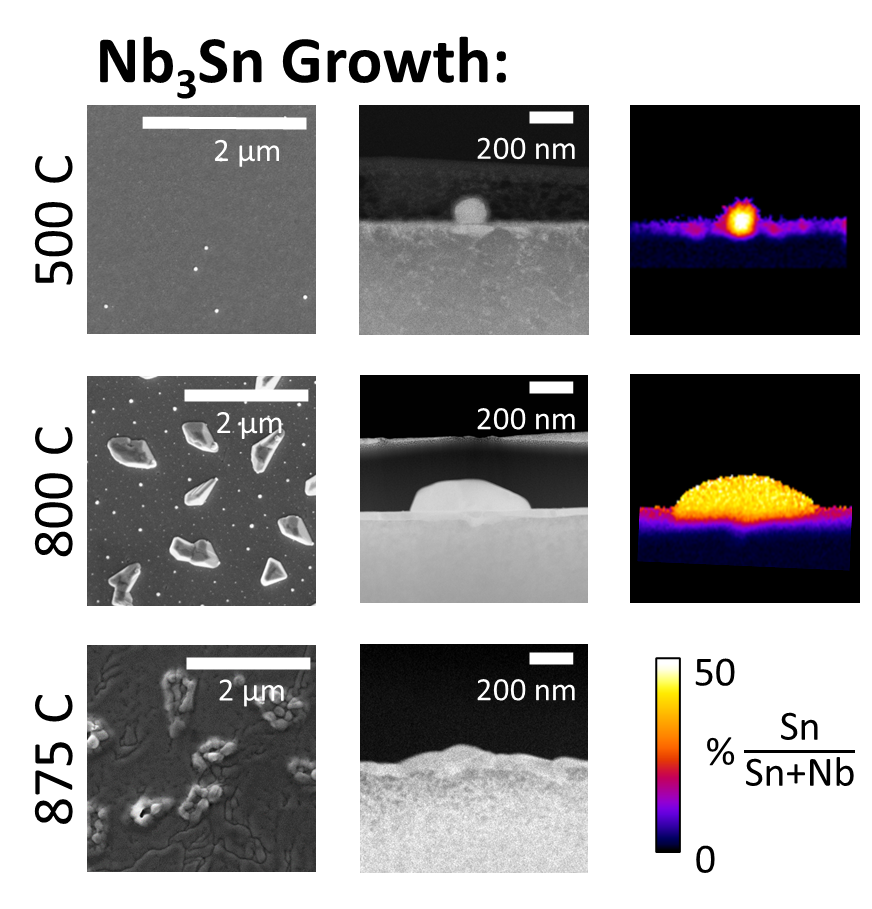 Nb₃Sn Growth:
500 C
2 µm
200 nm
800 C
2 µm
200 nm
875 C
2 µm
200 nm
50
% Sn
Sn+Nb
0